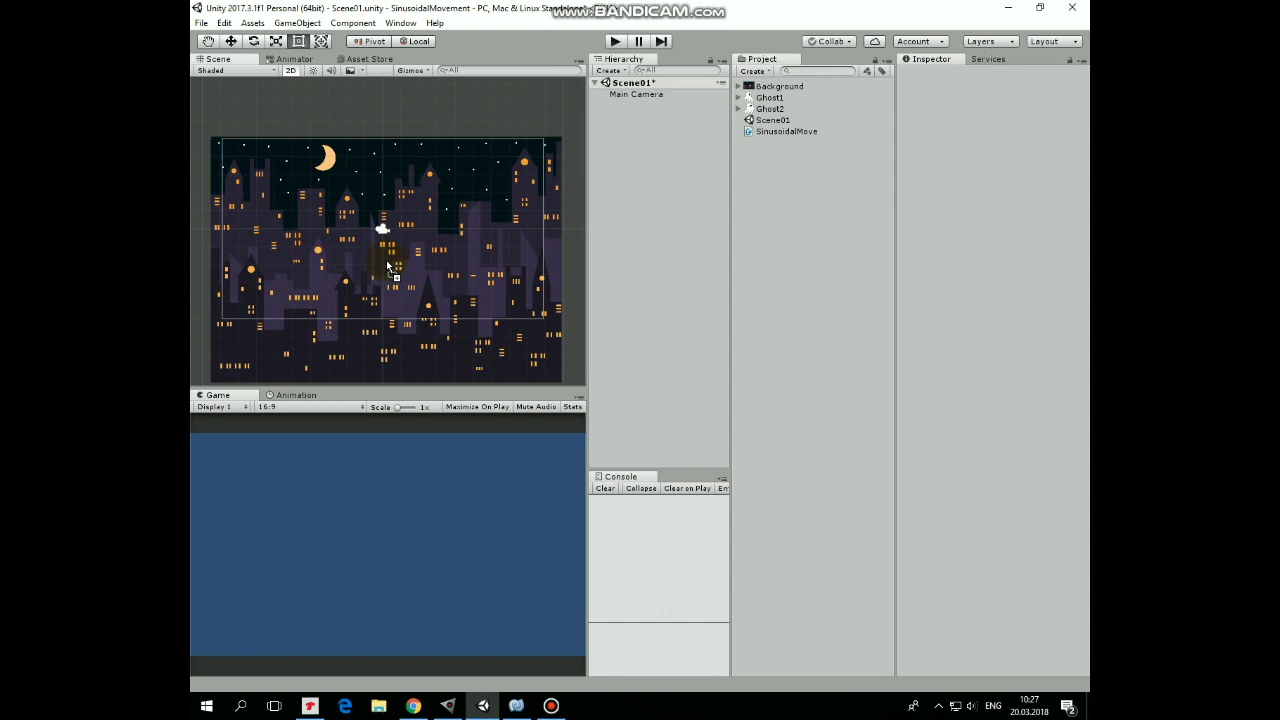 Unity 2017.3.1f1 Personal (64bit) - Scene01.unity - SinusoidalMovement - PC, Mac & Linux Standalone
www.BANDICAM.com
File Edit Assets GameObject Component Window Help
Pivot Local Collab Account Layers Layout
Scene Animator Asset Store Hierarchy Project Inspector Services
Shaded 2D Gizmos All Create All Create
Scene01*
Main Camera
Background
Ghost1
Ghost2
Scene01
SinusoidalMove
Game Animation
Display 1 16:9 Scale 1x Maximize On Play Mute Audio Stats
Console
Clear Collapse Clear on Play Err
ENG
10:27
20.03.2018
2